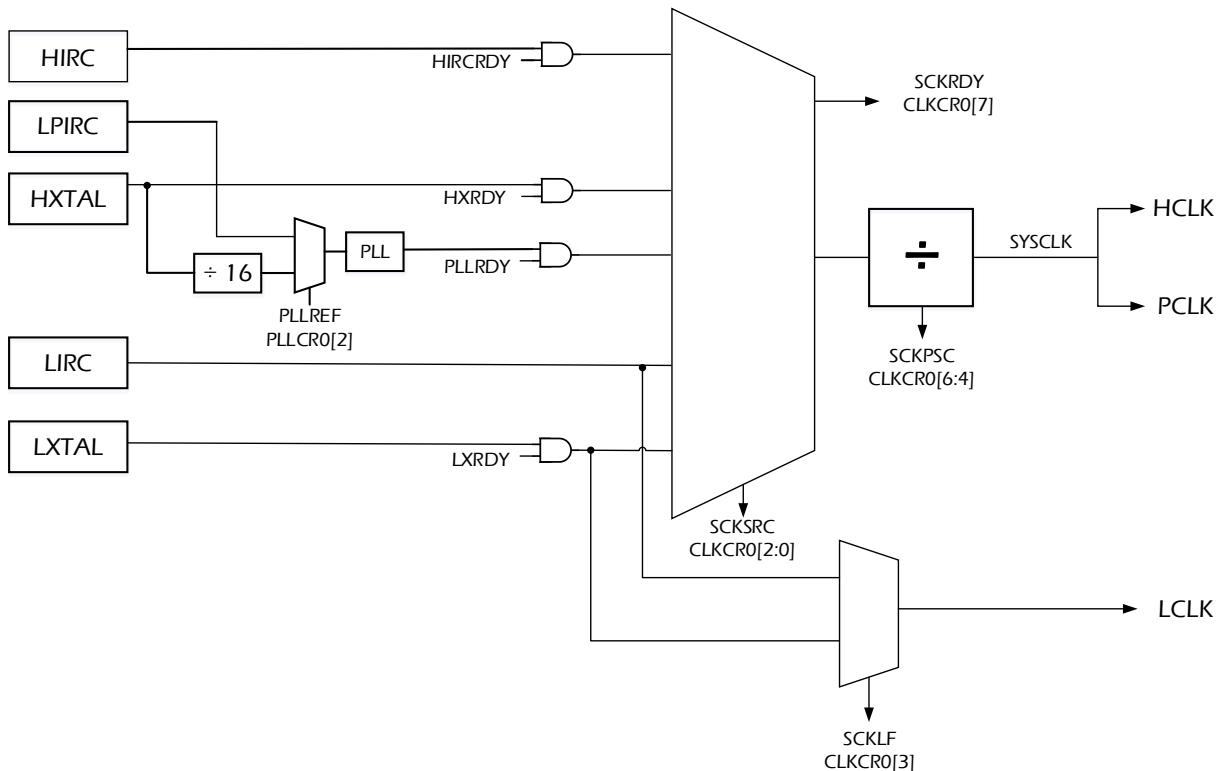 HIRC
HIRCRDY
SCKRDY
CLKCR0[7]
LPIRC
HXTAL
HXRDY
HCLK
÷ 16
PLL
PLLRDY
÷
SYSCLK
PLLREF
PLLCR0[2]
PCLK
LIRC
SCKPSC
CLKCR0[6:4]
LXTAL
LXRDY
SCKSRC
CLKCR0[2:0]
LCLK
SCKLF
CLKCR0[3]